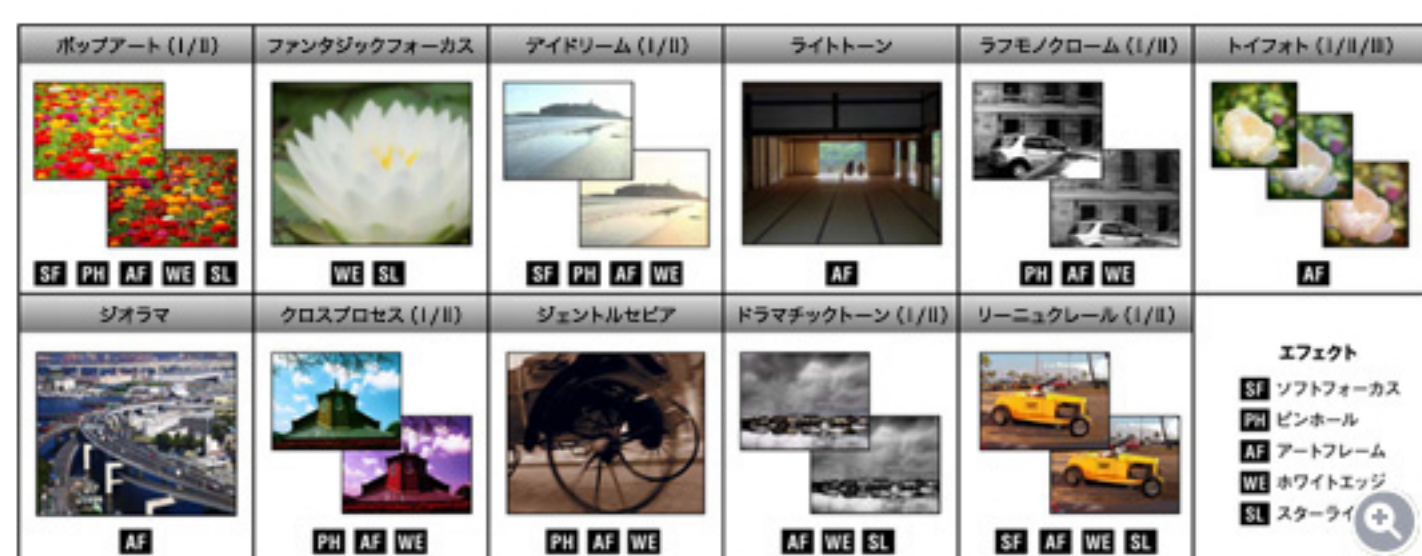 ポップアート(I/II)
ファンタジックフォーカス
デイドリーム(I/II)
ライトトーン
ラフモノクローム(I/II)
トイフォト(I/II/III)
SF PH AF WE SL
WE SL
SF PH AF WE
AF
PH AF WE
AF
ジオラマ
クロスプロセス(I/II)
ジェントルセピア
ドラマチックトーン(I/II)
リーニュクレール(I/II)
AF
PH AF WE
PH AF WE
AF WE SL
SF AF WE SL
エフェクト
SF ソフトフォーカス
PH ピンホール
AF アートフレーム
WE ホワイトエッジ
SL スターライ